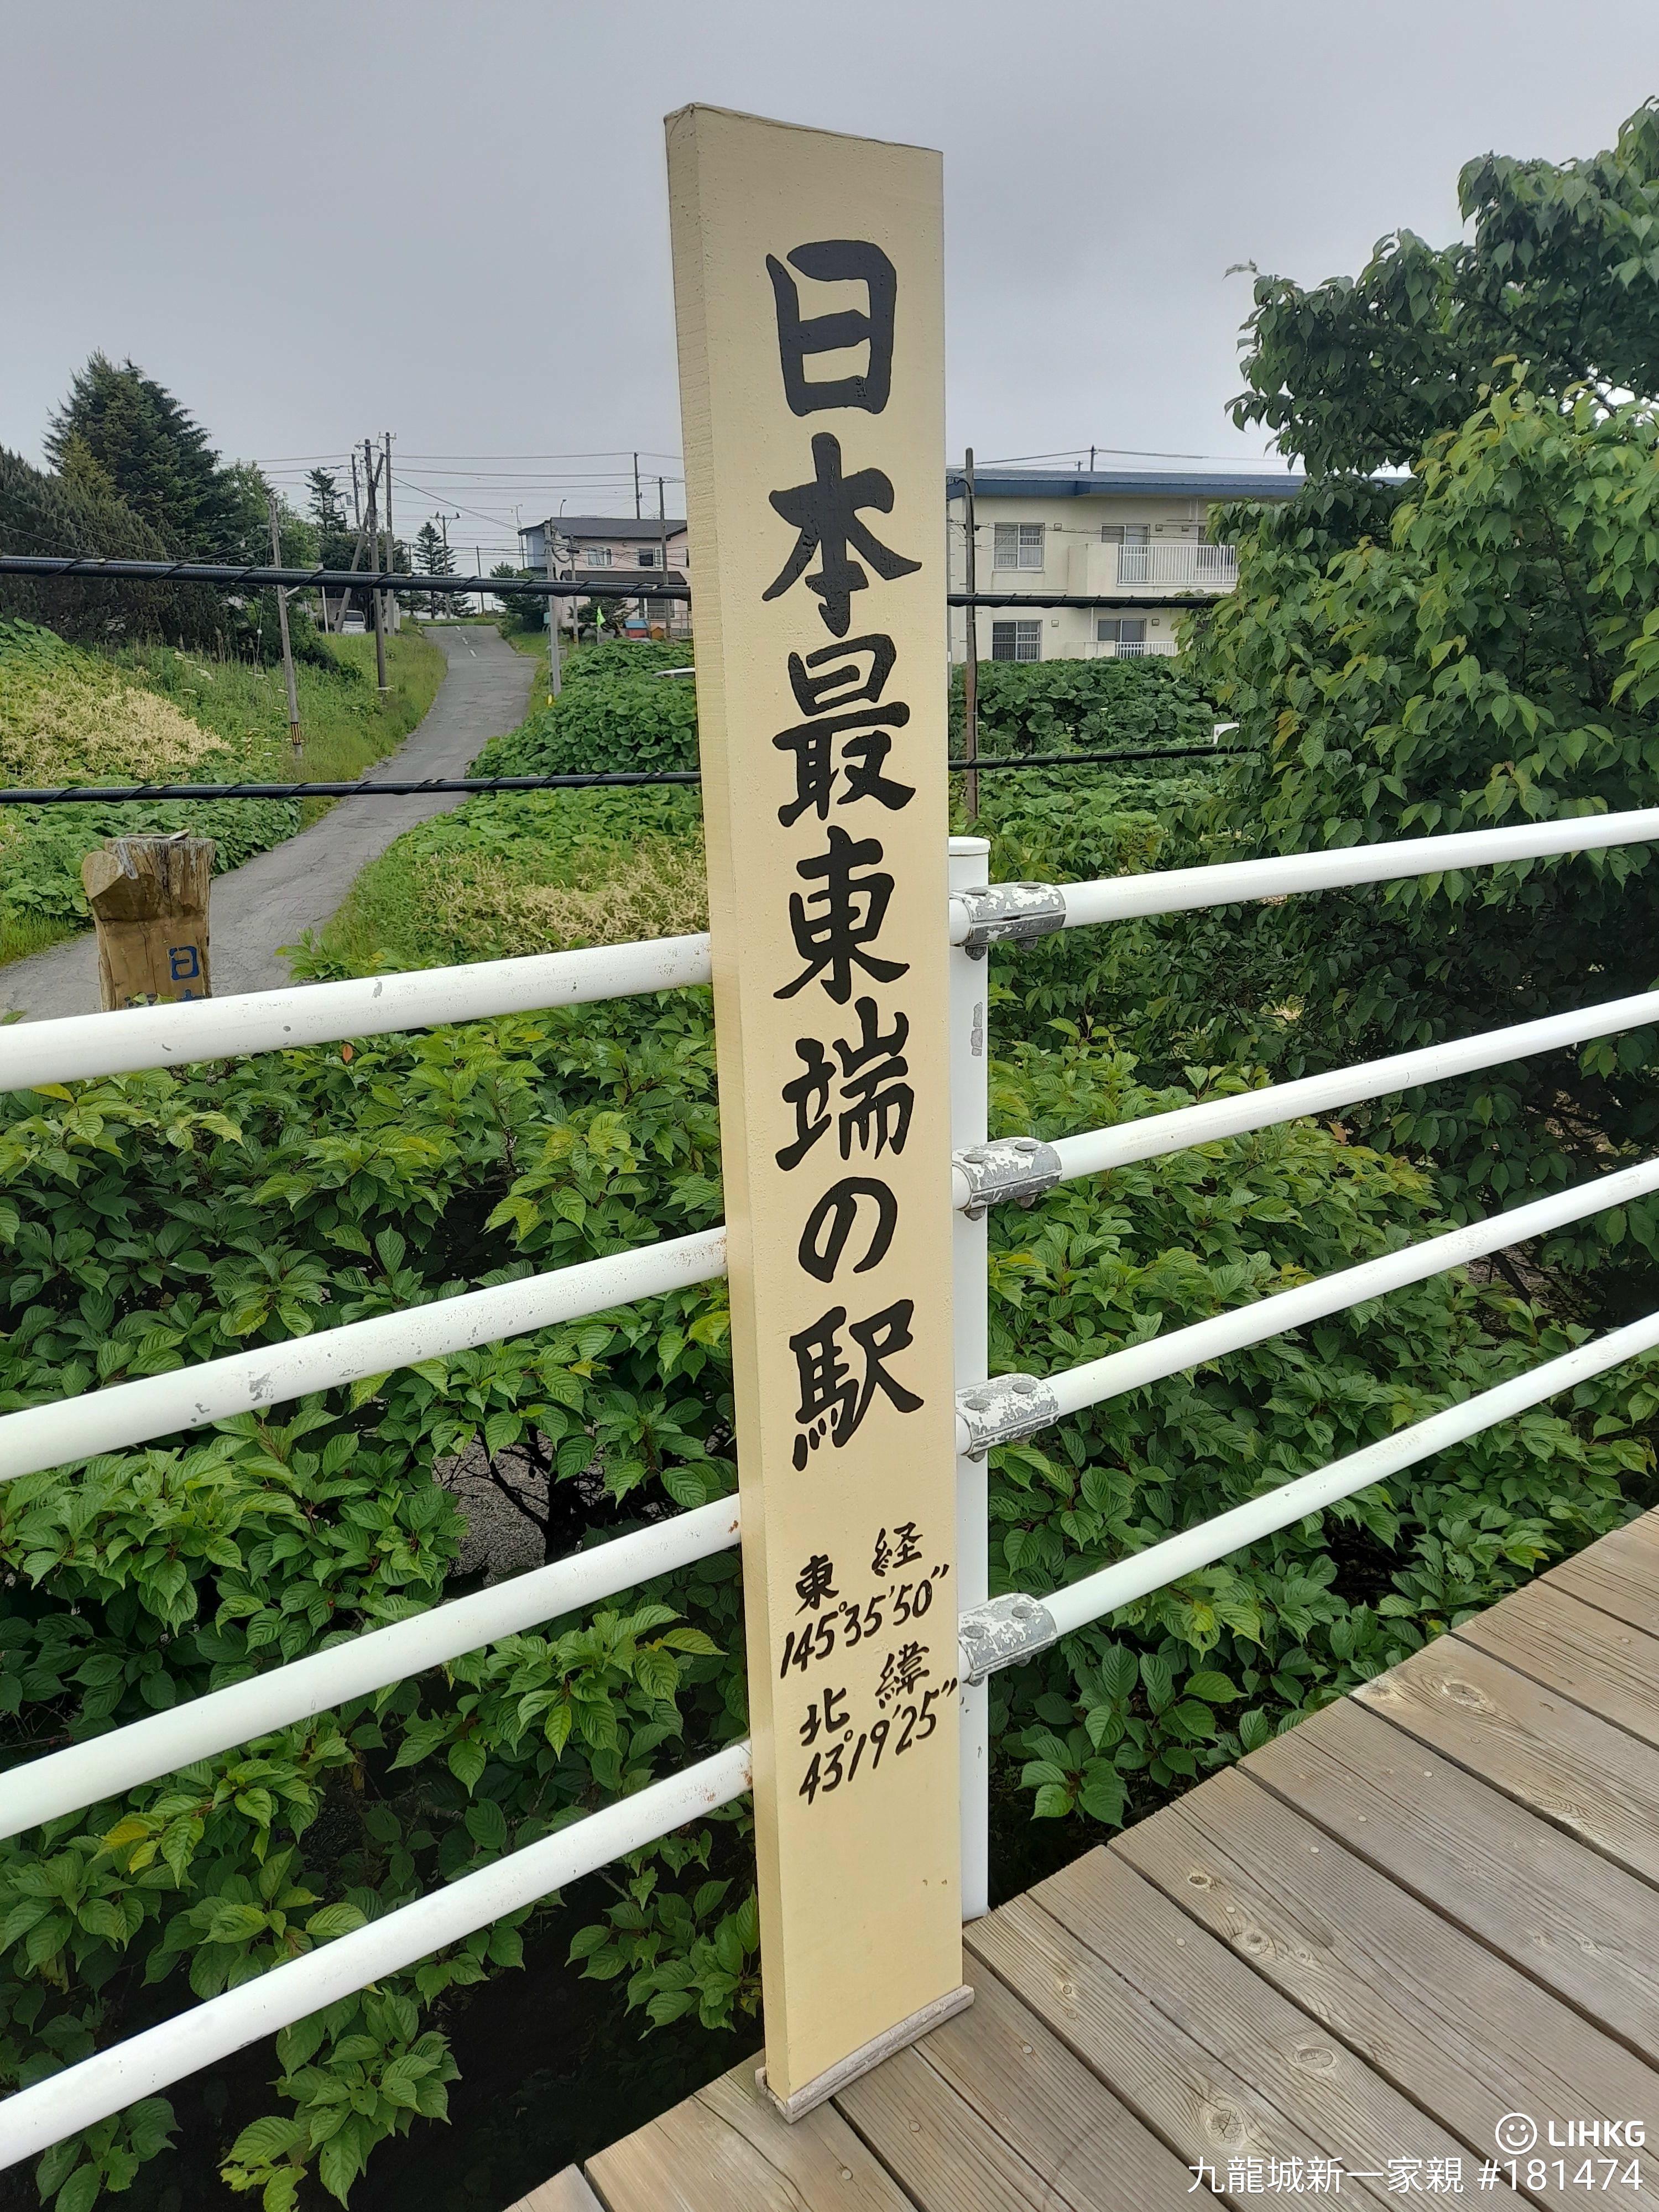 日本最東端の駅
東経
145°35'50"
北緯
43°19'25"
日
LIHKG
九龍城新一家親 #181474